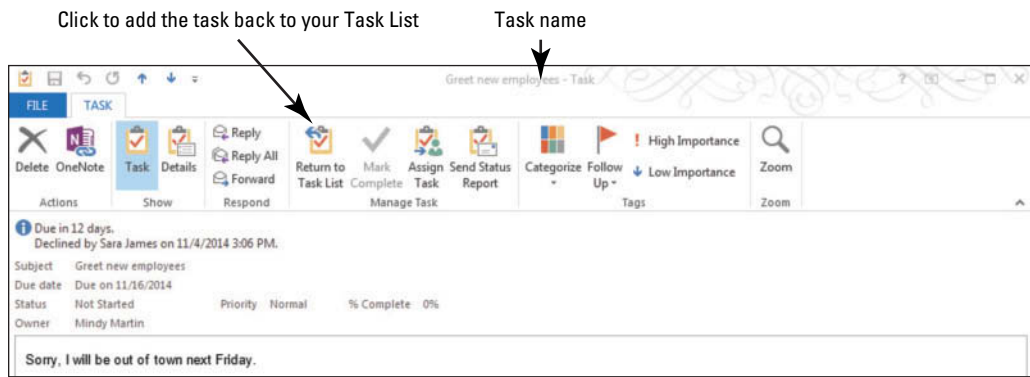 Click to add the task back to your Task List
Task name
Greet new employees - Task
?
FILE
TASK
Delete
OneNote
Actions
Task
Details
Show
Reply
Reply All
Forward
Respond
Return to Task List
Mark Complete
Assign Task
Send Status Report
Manage Task
Categorize
Follow Up
High Importance
Low Importance
Tags
Zoom
Zoom
Due in 12 days.
Declined by Sara James on 11/4/2014 3:06 PM.
Subject Greet new employees
Due date Due on 11/16/2014
Status Not Started Priority Normal % Complete 0%
Owner Mindy Martin
Sorry, I will be out of town next Friday.